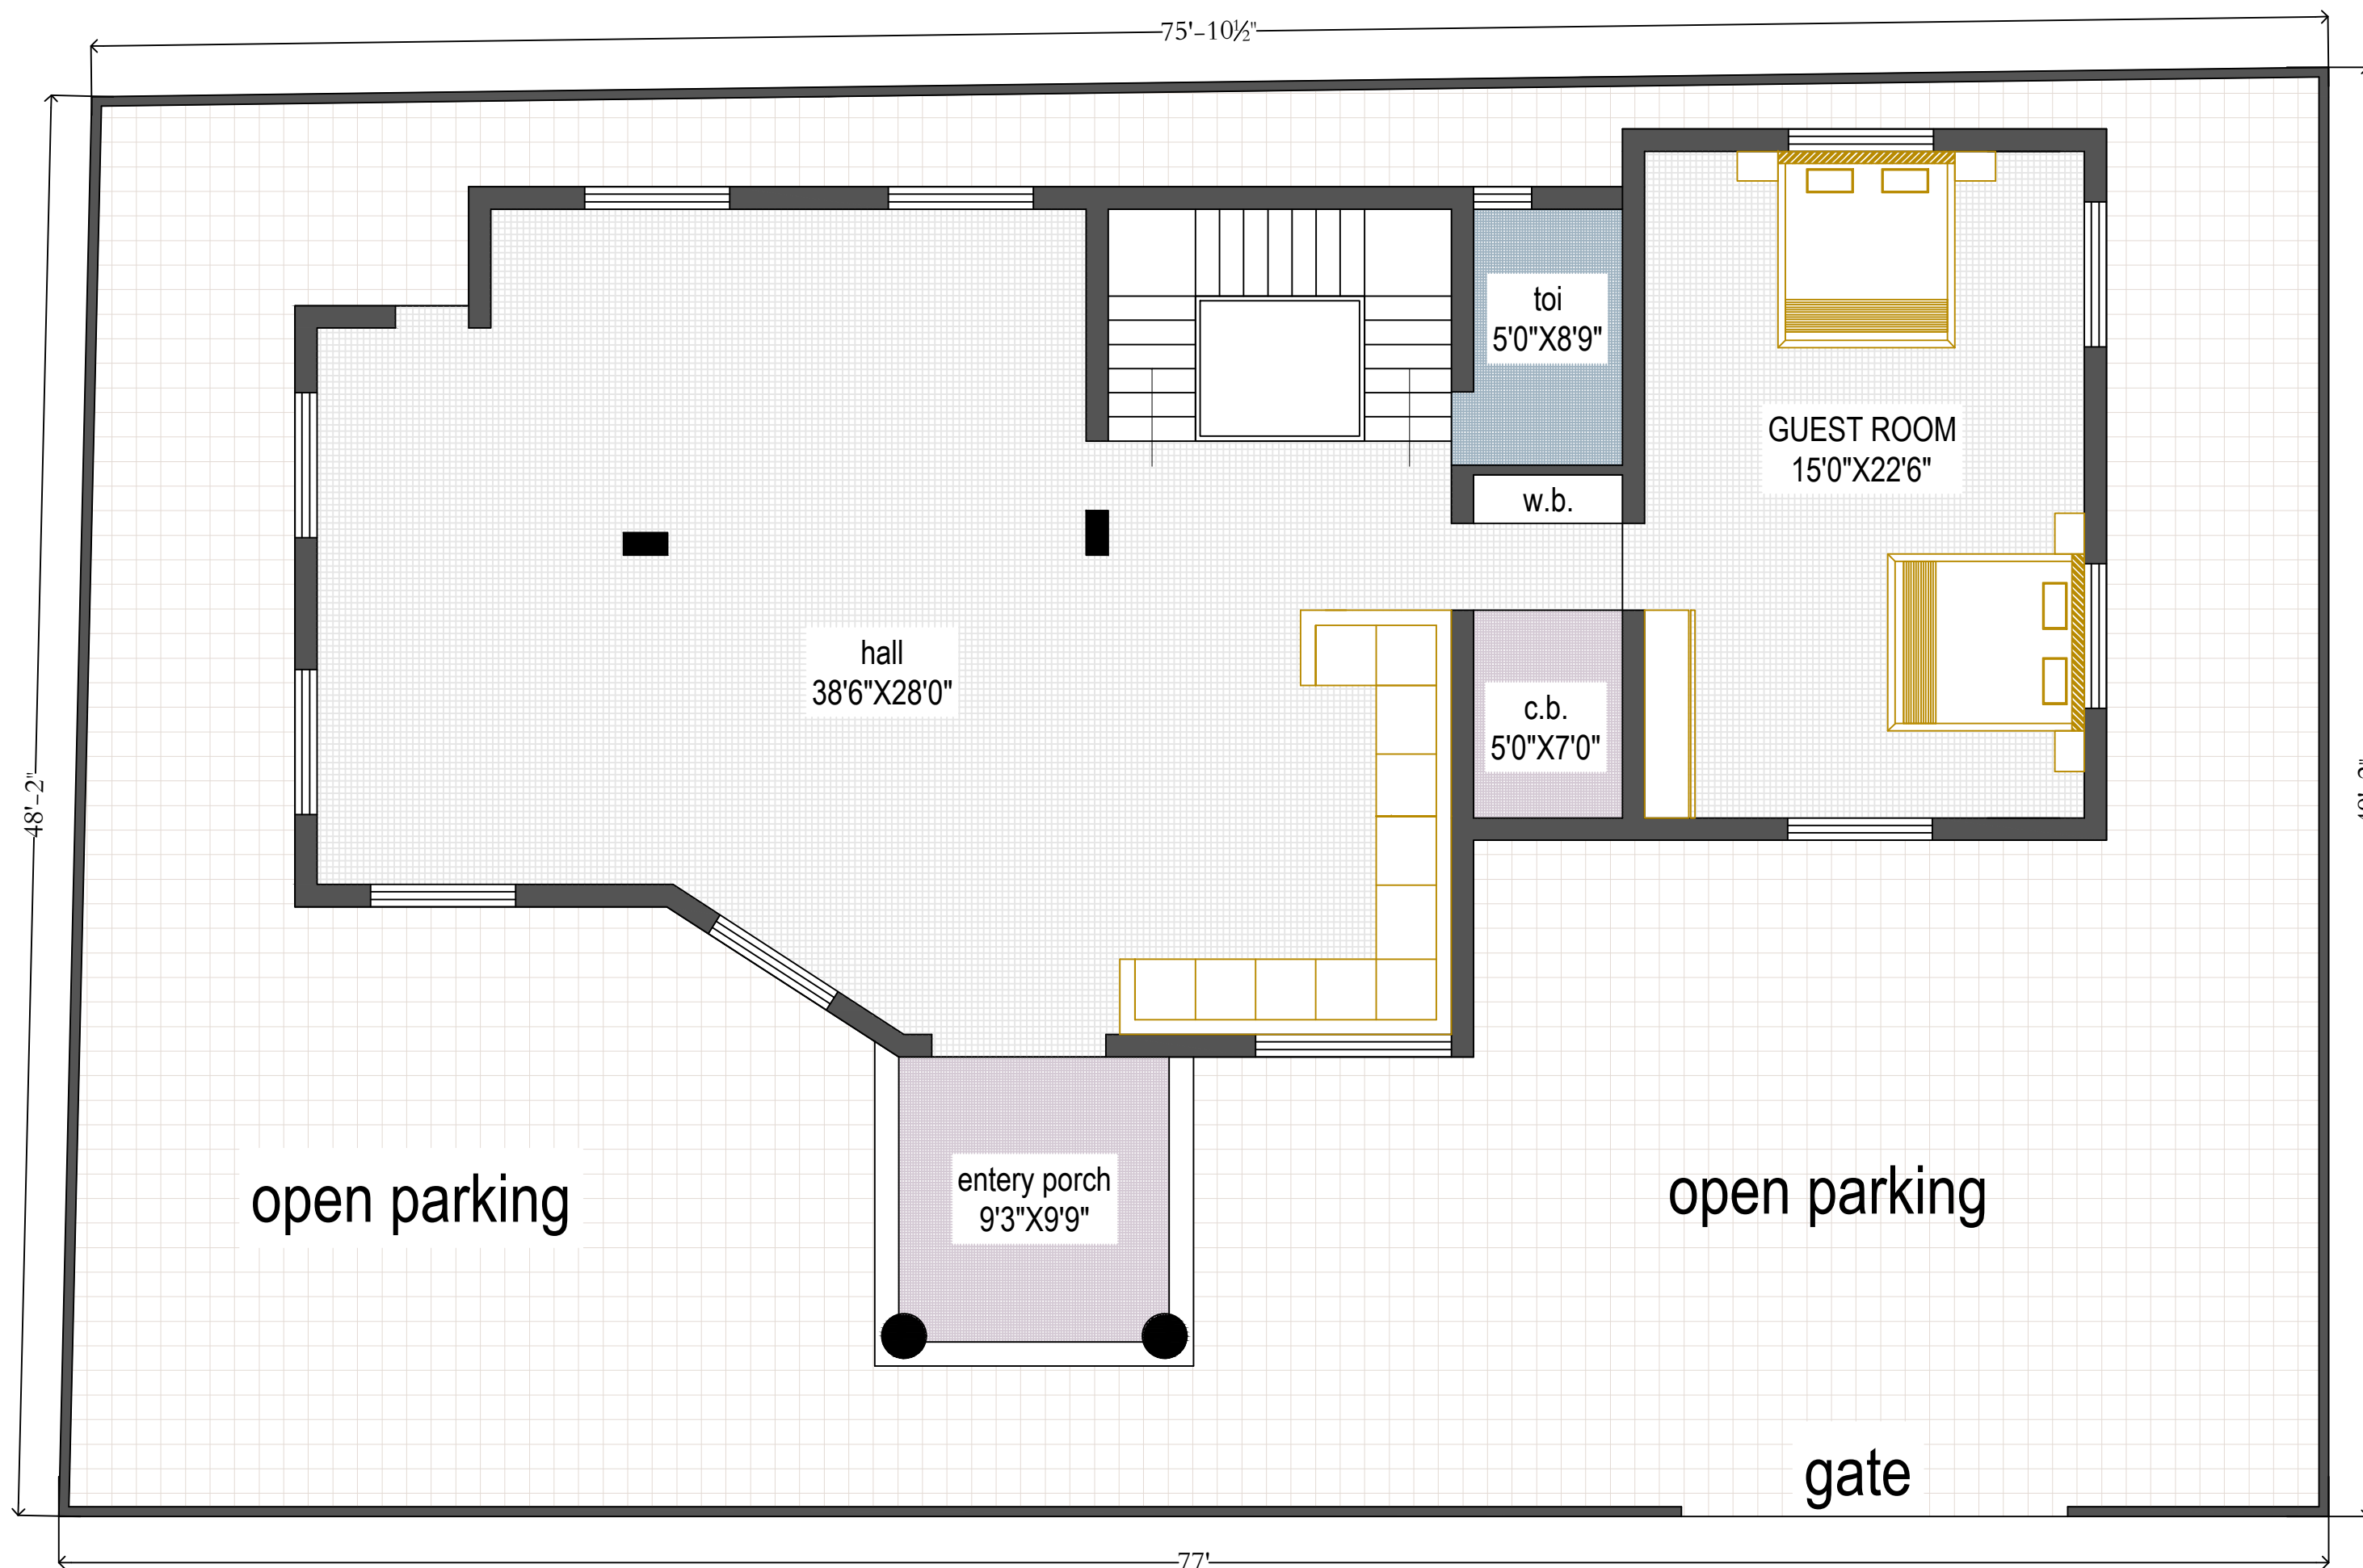 75'-10½"
toi
5'0"X8'9"
GUEST ROOM
15'0"X22'6"
w.b.
hall
38'6"X28'0"
c.b.
5'0"X7'0"
48'-2"
entery porch
9'3"X9'9"
open parking
open parking
gate
77'